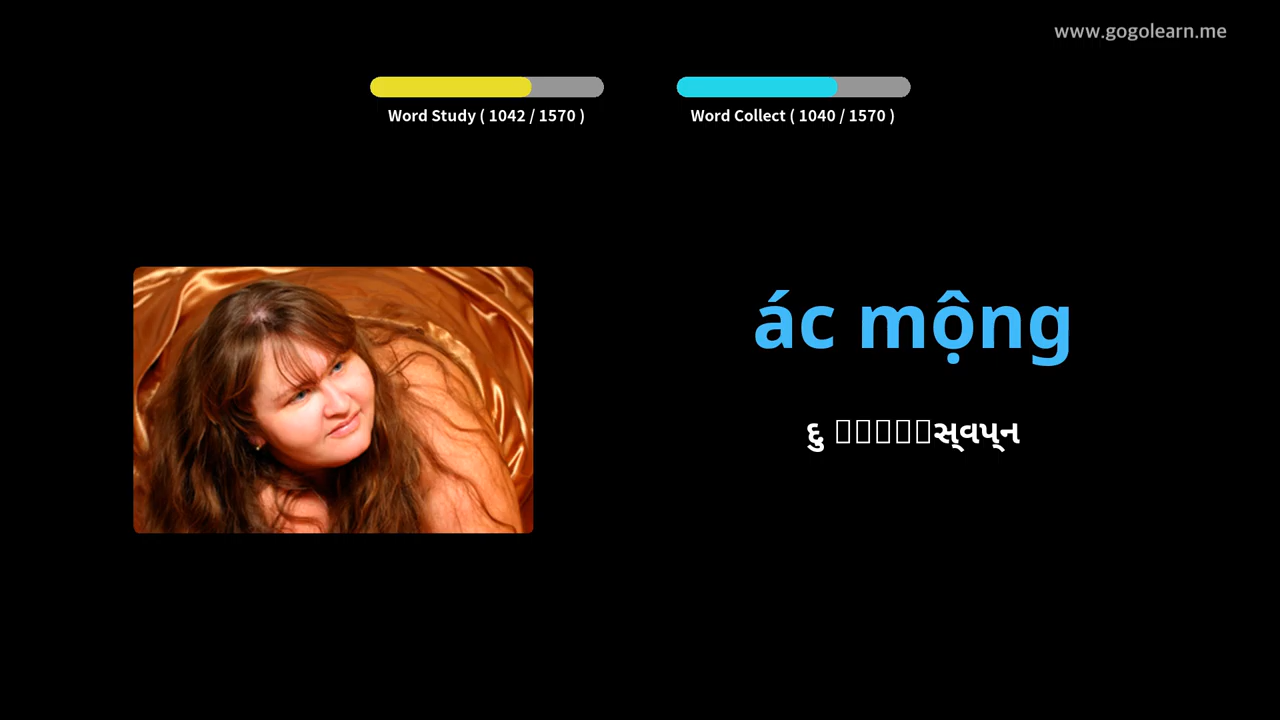 www.gogolearn.me
Word Study ( 1042 / 1570 )
Word Collect ( 1040 / 1570 )
ác mộng
દુ □□□□□સ્વપ્ન